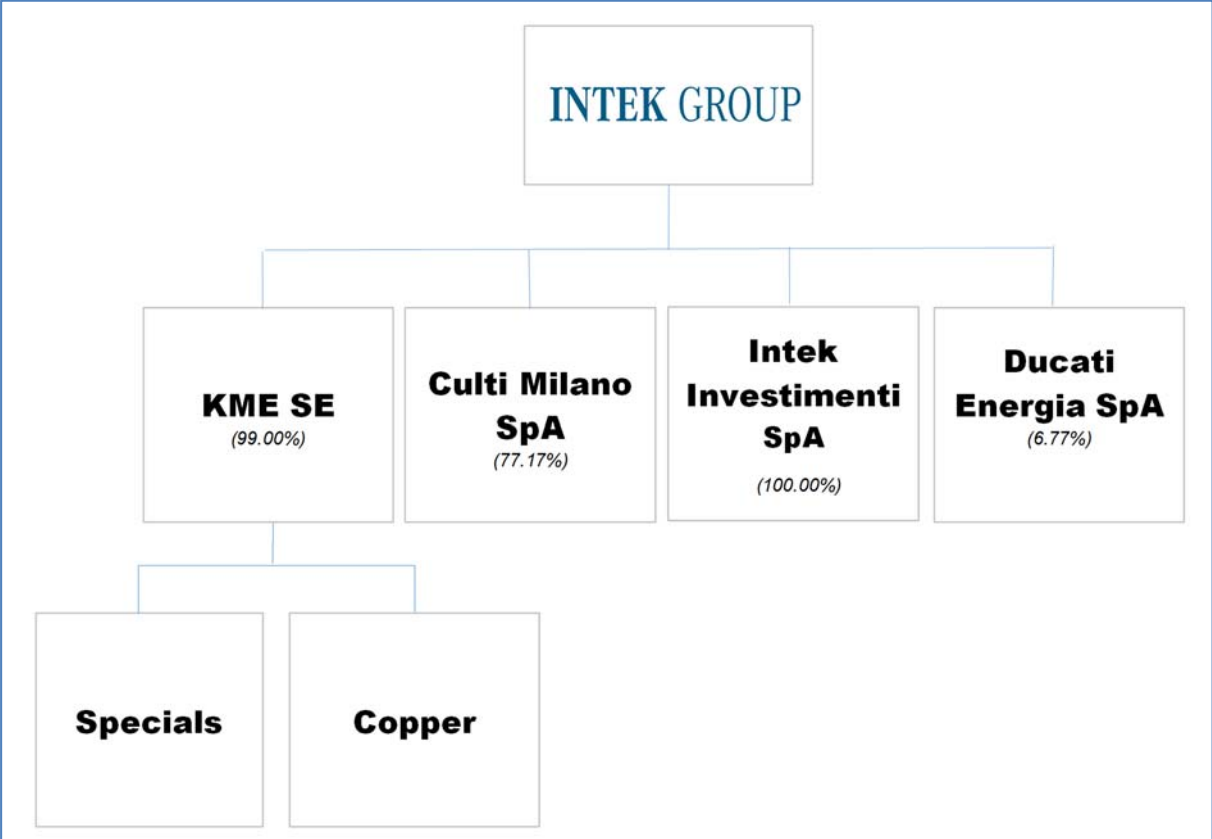 INTEK GROUP
KME SE
(99.00%)
Culti Milano
SpA
(77.17%)
Intek
Investimenti
SpA
(100.00%)
Ducati
Energia SpA
(6.77%)
Specials
Copper